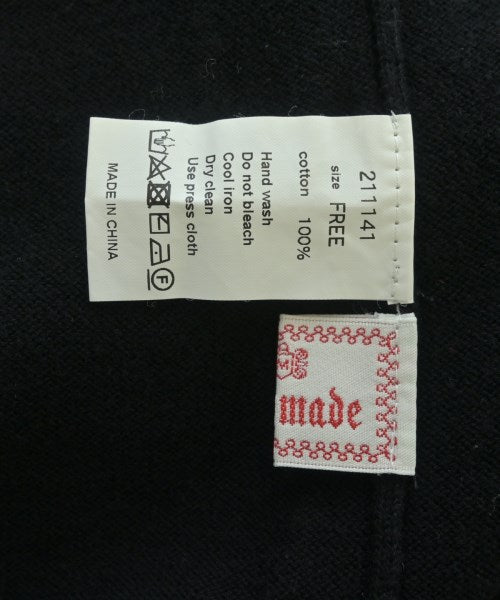 211141
size FREE
cotton 100%
Hand wash
Do not bleach
Cool iron
Dry clean
Use press cloth
MADE IN CHINA
made